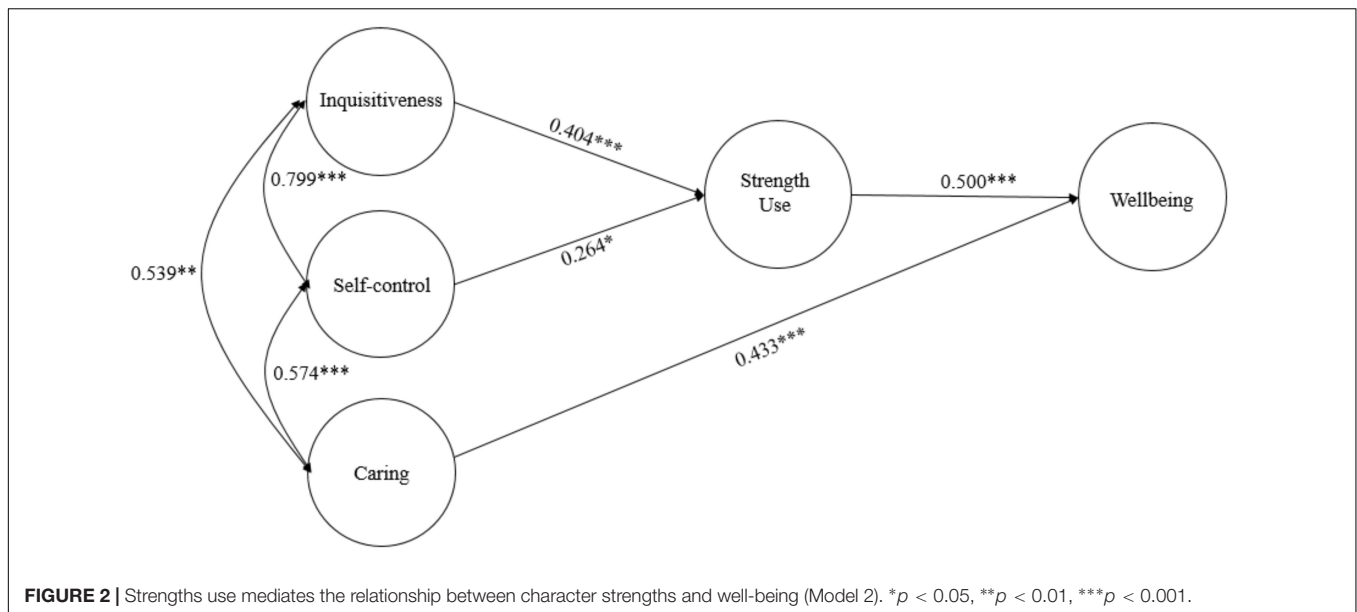 Inquisitiveness
0.404***
0.799***
Strength
Use
0.500***
Wellbeing
0.539**
Self-control
0.264*
0.574***
0.433***
Caring
FIGURE 2 | Strengths use mediates the relationship between character strengths and well-being (Model 2). *p < 0.05, **p < 0.01, ***p < 0.001.